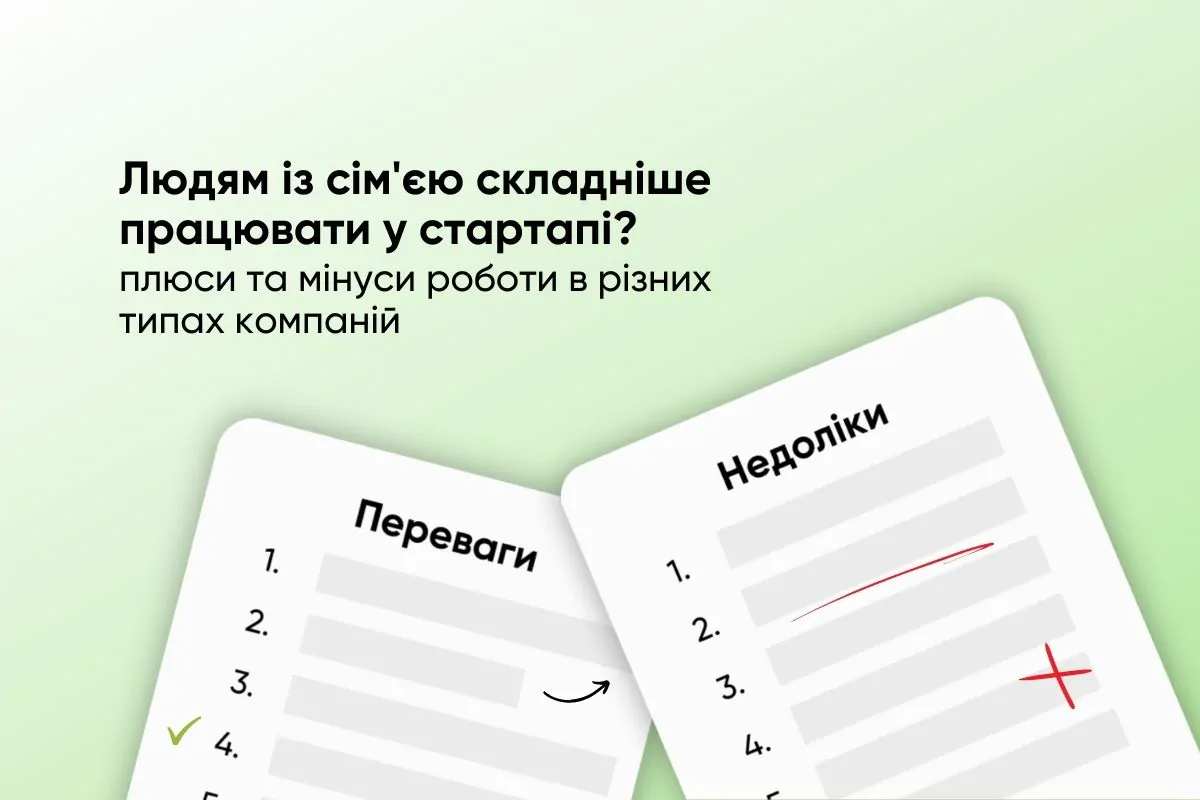 Людям із сім'єю складніше
працювати у стартапі?
плюси та мінуси роботи в різних
типах компаній
Переваги
1.
2.
3.
4.
Недоліки
1.
2.
3.
4.